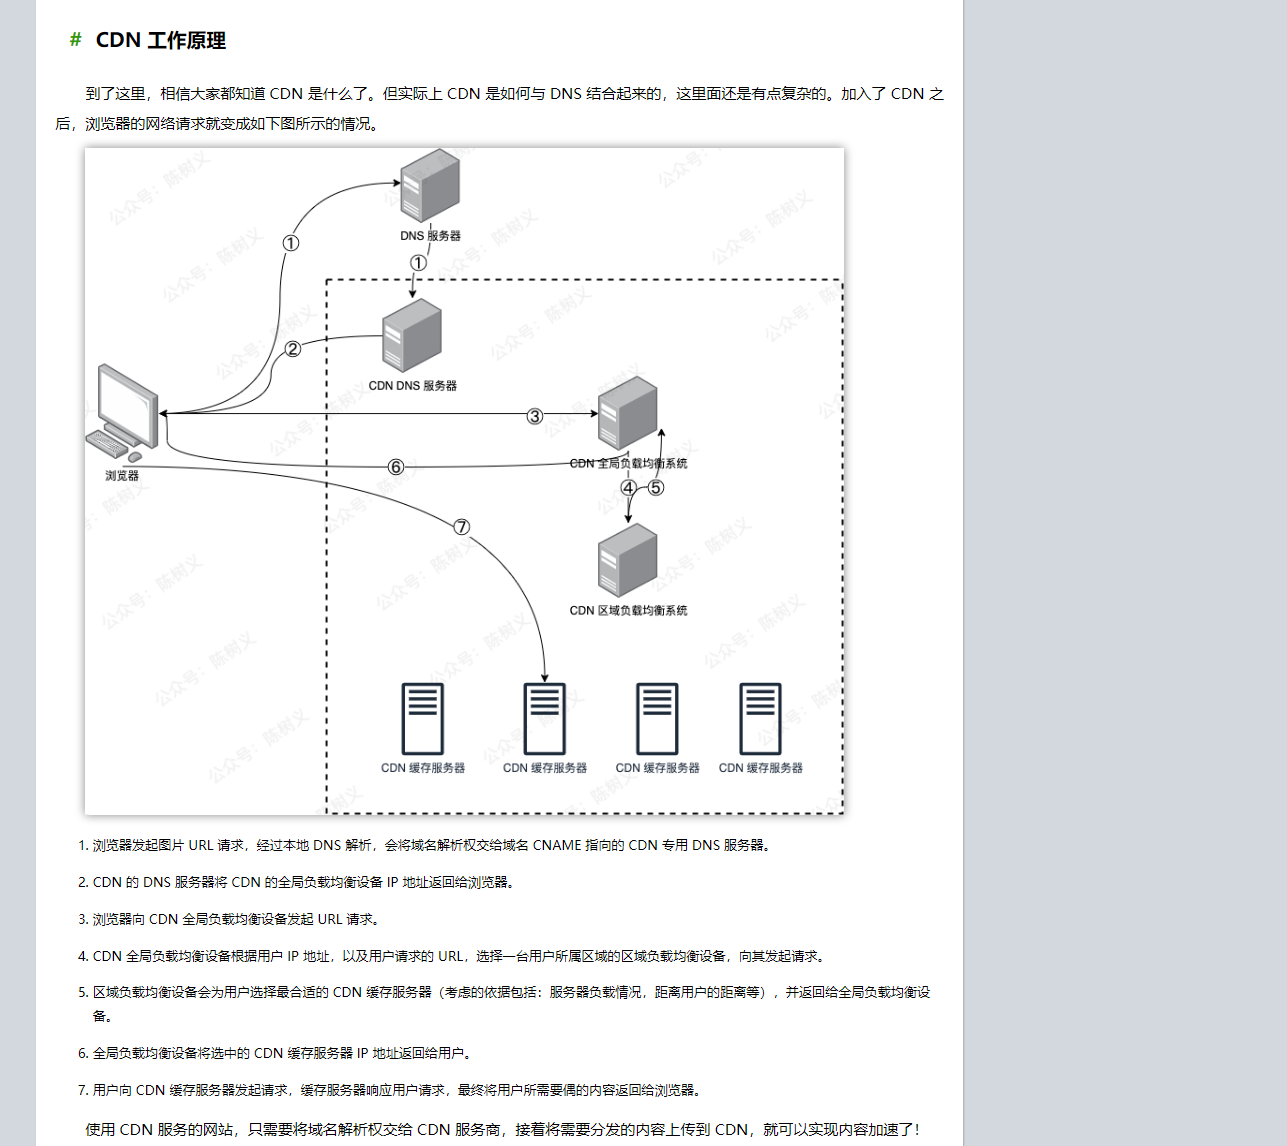 # CDN 工作原理
到了这里，相信大家都知道 CDN 是什么了。但实际上 CDN 是如何与 DNS 结合起来的，这里面还是有点复杂的。加入了 CDN 之
后，浏览器的网络请求就变成如下图所示的情况。
公众号：陈树义
DNS 服务器
①
①
CDN DNS 服务器
②
③
浏览器
CDN 全局负载均衡系统
⑥
④
⑤
⑦
CDN 区域负载均衡系统
CDN 缓存服务器
CDN 缓存服务器
CDN 缓存服务器
CDN 缓存服务器
1. 浏览器发起图片 URL 请求，经过本地 DNS 解析，会将域名解析权交给域名 CNAME 指向的 CDN 专用 DNS 服务器。
2. CDN 的 DNS 服务器将 CDN 的全局负载均衡设备 IP 地址返回给浏览器。
3. 浏览器向 CDN 全局负载均衡设备发起 URL 请求。
4. CDN 全局负载均衡设备根据用户 IP 地址，以及用户请求的 URL，选择一台用户所属区域的区域负载均衡设备，向其发起请求。
5. 区域负载均衡设备会为用户选择最合适的 CDN 缓存服务器（考虑的依据包括：服务器负载情况，距离用户的距离等），并返回给全局负载均衡设
备。
6. 全局负载均衡设备将选中的 CDN 缓存服务器 IP 地址返回给用户。
7. 用户向 CDN 缓存服务器发起请求，缓存服务器响应用户请求，最终将用户所需要偶的内容返回给浏览器。
使用 CDN 服务的网站，只需要将域名解析权交给 CDN 服务商，接着将需要分发的内容上传到 CDN，就可以实现内容加速了！